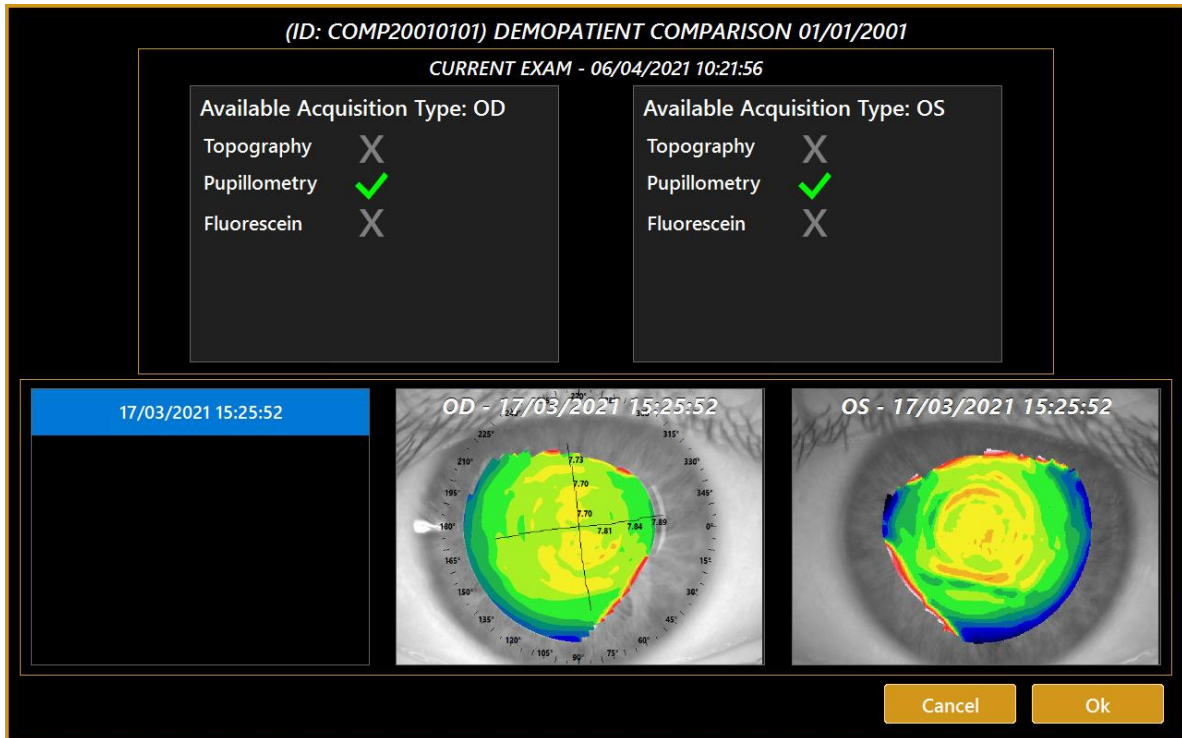 (ID: COMP20010101) DEMOPATIENT COMPARISON 01/01/2001
CURRENT EXAM - 06/04/2021 10:21:56
Available Acquisition Type: OD
Topography X
Pupillometry
Fluorescein X
Available Acquisition Type: OS
Topography X
Pupillometry
Fluorescein X
17/03/2021 15:25:52
OD - 17/03/2021 15:25:52
225°
315°
210°
7.73
330°
195°
7.70
345°
7.70
180°
7.81
7.84
7.89
0°
165°
15°
150°
30°
135°
45°
120°
60°
105°
90°
75°
OS - 17/03/2021 15:25:52
Cancel
Ok